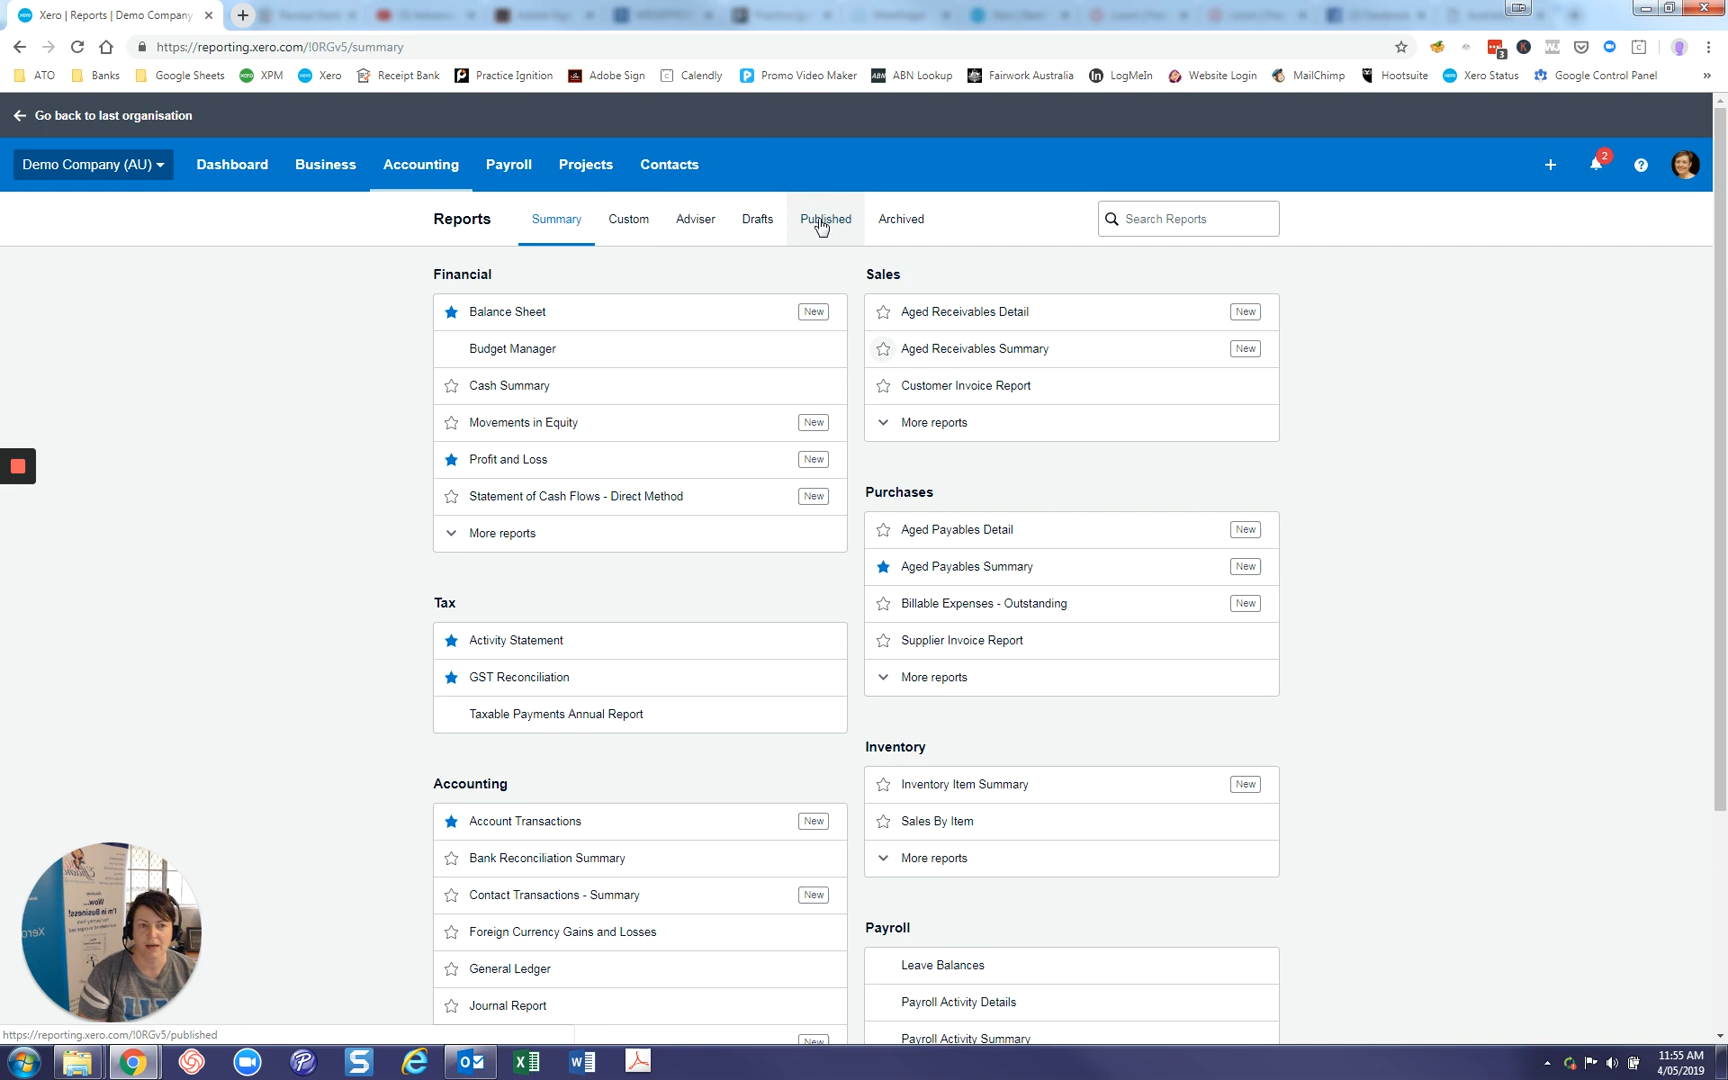 Xero | Reports | Demo Company
https://reporting.xero.com/!0RGv5/summary
3
ATO
Banks
Google Sheets
XPM
Xero
Receipt Bank
Practice Ignition
Adobe Sign
Calendly
Promo Video Maker
ABN Lookup
Fairwork Australia
LogMeIn
Website Login
MailChimp
Hootsuite
Xero Status
Google Control Panel
Go back to last organisation
Demo Company (AU)
Dashboard
Business
Accounting
Payroll
Projects
Contacts
2
Reports
Summary
Custom
Adviser
Drafts
Published
Archived
Search Reports
Financial
Balance Sheet New
Budget Manager
Cash Summary
Movements in Equity New
Profit and Loss New
Statement of Cash Flows - Direct Method New
More reports
Tax
Activity Statement
GST Reconciliation
Taxable Payments Annual Report
Accounting
Account Transactions New
Bank Reconciliation Summary
Contact Transactions - Summary New
Foreign Currency Gains and Losses
General Ledger
Journal Report
New
Sales
Aged Receivables Detail New
Aged Receivables Summary New
Customer Invoice Report
More reports
Purchases
Aged Payables Detail New
Aged Payables Summary New
Billable Expenses - Outstanding New
Supplier Invoice Report
More reports
Inventory
Inventory Item Summary New
Sales By Item
More reports
Payroll
Leave Balances
Payroll Activity Details
Payroll Activity Summary
Wow...
I'm in Business!
xero
https://reporting.xero.com/!0RGv5/published
11:55 AM
4/05/2019